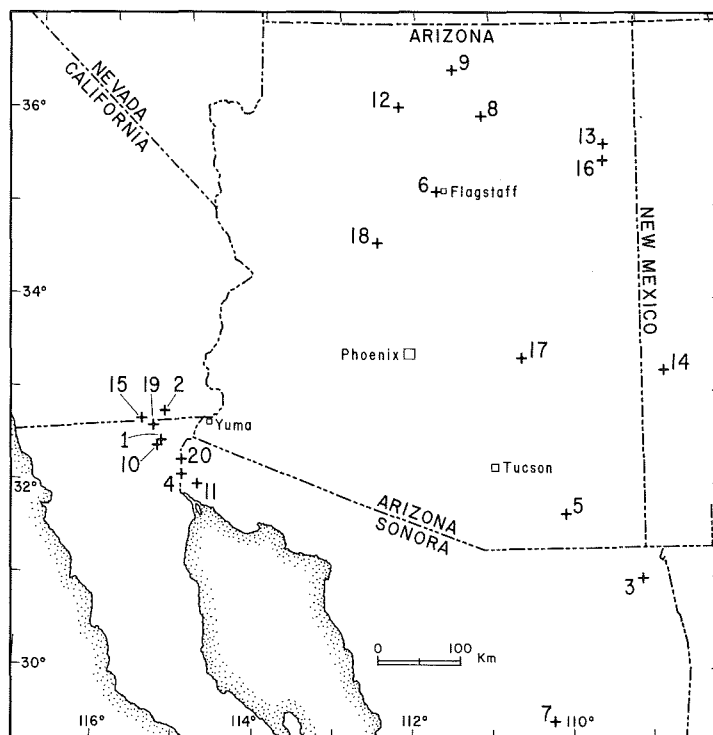 ARIZONA
NEVADA
CALIFORNIA
9
36°
12
8
13
16
6
Flagstaff
18
NEW MEXICO
34°
Phoenix
17
14
15
19
2
Yuma
1
10
20
Tucson
32°
4
11
5
ARIZONA
SONORA
3
30°
0
100
Km
116°
114°
112°
7
110°